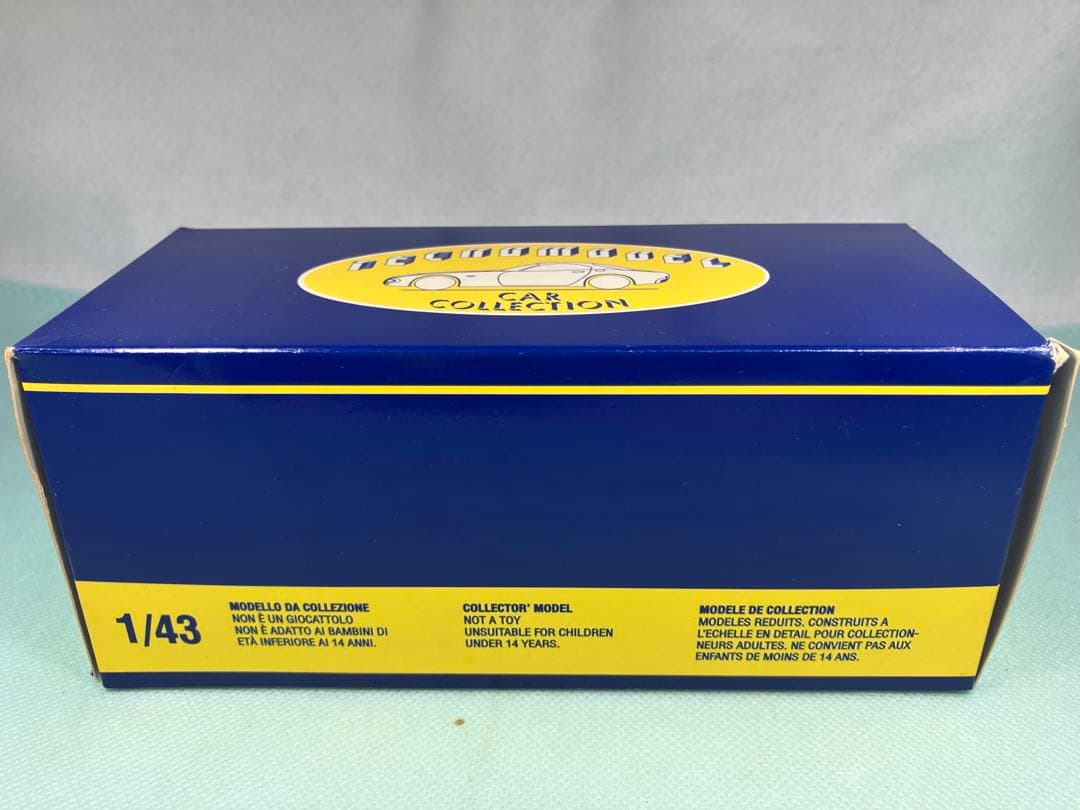 TECNOMODEL
CAR
COLLECTION
1/43
MODELLO DA COLLEZIONE
NON È UN GIOCATTOLO
NON È ADATTO AI BAMBINI DI
ETÀ INFERIORE AI 14 ANNI.
COLLECTOR' MODEL
NOT A TOY
UNSUITABLE FOR CHILDREN
UNDER 14 YEARS.
MODELE DE COLLECTION
MODELES REDUITS. CONSTRUITS A
L'ECHELLE EN DETAIL POUR COLLECTION-
NEURS ADULTES. NE CONVIENT PAS AUX
ENFANTS DE MOINS DE 14 ANS.